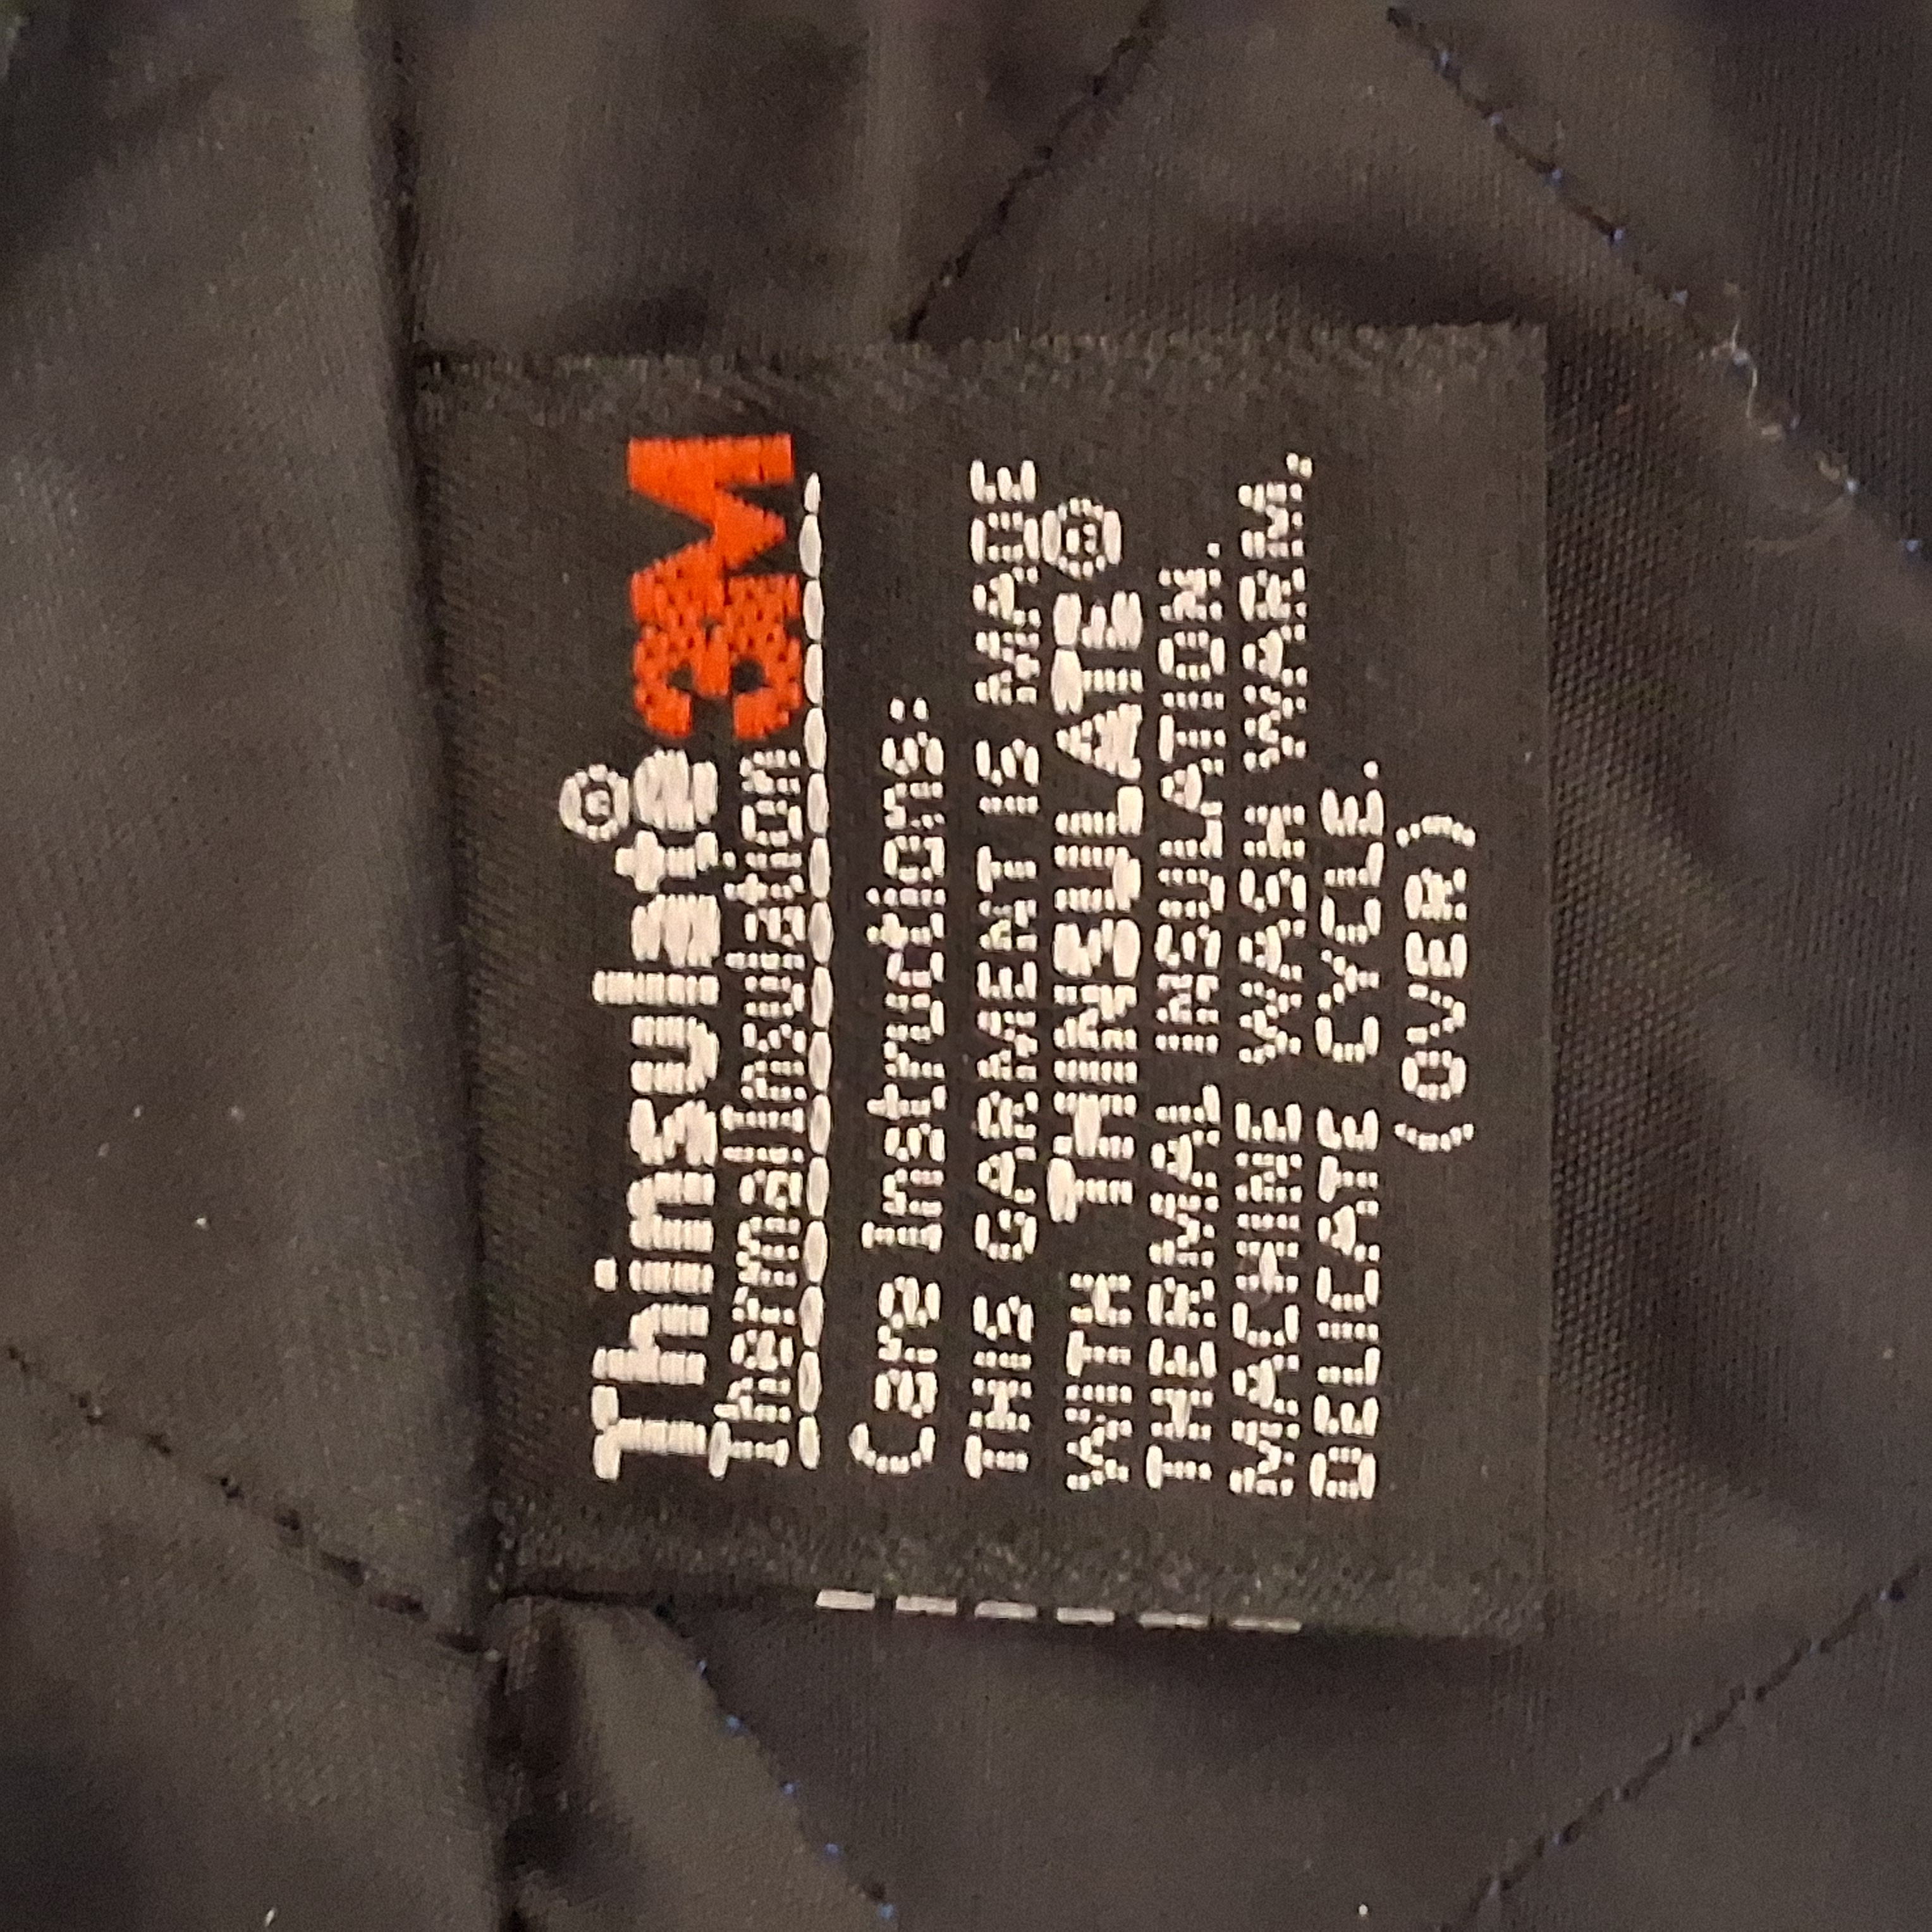 Thinsulate® 3M
Thermal Insulation
Care Instructions:
THIS GARMENT IS MADE
WITH THINSULATE®
THERMAL INSULATION.
MACHINE WASH WARM,
DELICATE CYCLE.
(OVER)